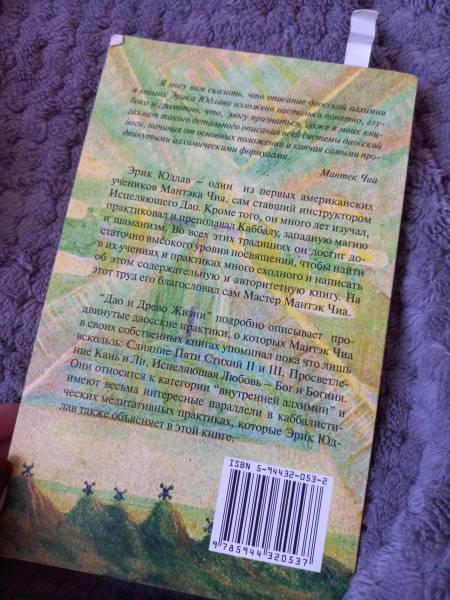 Я могу вам сказать, что описание даосской алхимии
в книгах Эрика Юдлава изложено настолько понятно, глу-
боко и детально, что, могу признаться, даже в моих кни-
гах нет такого детального описания всей системы даосской
практики, начиная от основных положений и кончая самыми про-
двинутыми алхимическими формулами.
Мантек Чиа
Эрик Юдлав – один из первых американских
учеников Мантэка Чиа, сам ставший инструктором
Исцеляющего Дао. Кроме того, он много лет изучал,
практиковал и преподавал Каббалу, западную магию
и шаманизм. Во всех этих традициях он достиг до-
статочно высокого уровня посвящения, чтобы найти
в их учениях и практиках много сходного и написать
об этом содержательную и авторитетную книгу. На
этот труд его благословил сам Мастер Мантэк Чиа.
"Дао и Древо Жизни" подробно описывает про-
двинутые даосские практики, о которых Мантэк Чиа
в своих собственных книгах упоминал пока что лишь
вскользь: Слияние Пяти Стихий II и III, Просветле-
ние Кань и Ли, Исцеляющая Любовь – Бог и Богиня.
Они относятся к категории "внутренней алхимии" и
имеют весьма интересные параллели в каббалисти-
ческих медитативных практиках, которые Эрик Юд-
лав также объясняет в этой книге.
ISBN 5-94432-053-2
9 785944 320537